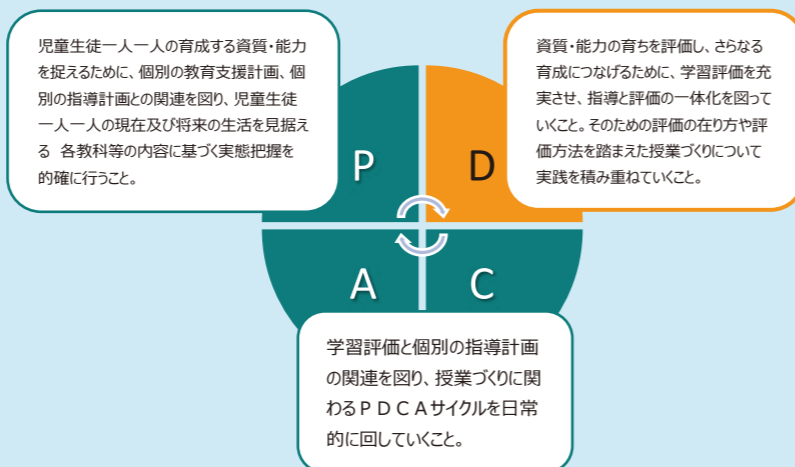 児童生徒一人一人の育成する資質・能力
を捉えるために、個別の教育支援計画、個
別の指導計画との関連を図り、児童生徒
一人一人の現在及び将来の生活を見据え
る 各教科等の内容に基づく実態把握を
的確に行うこと。
資質・能力の育ちを評価し、さらなる
育成につなげるために、学習評価を充
実させ、指導と評価の一体化を図って
いくこと。そのための評価の在り方や評
価方法を踏まえた授業づくりについて
実践を積み重ねていくこと。
P
D
A
C
学習評価と個別の指導計画
の関連を図り、授業づくりに関
わるPDCAサイクルを日常
的に回していくこと。